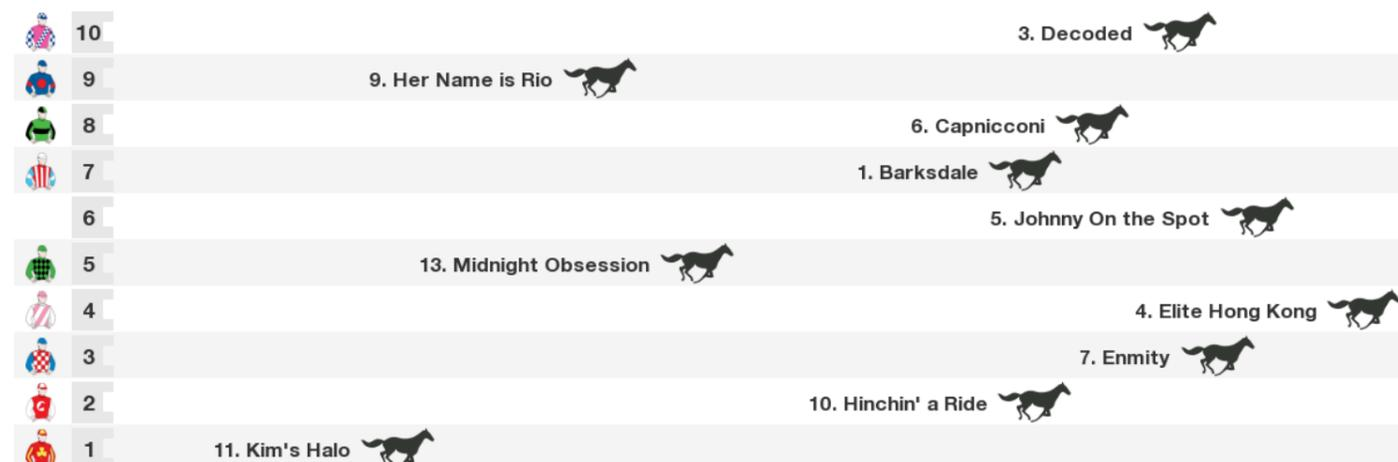 10 3. Decoded
9 9. Her Name is Rio
8 6. Capnicconi
7 1. Barksdale
6 5. Johnny On the Spot
5 13. Midnight Obsession
4 4. Elite Hong Kong
3 7. Enmity
2 10. Hinchin' a Ride
1 11. Kim's Halo